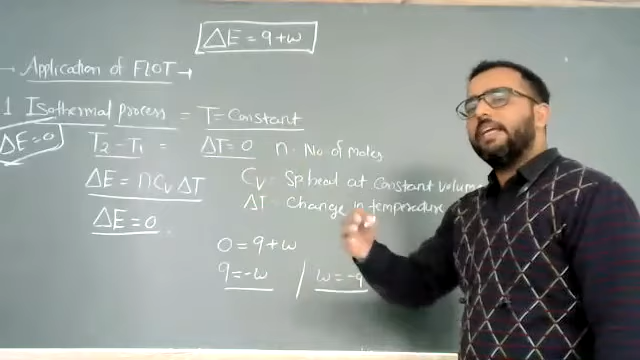 ΔE = q + w
→ Application of FLOT →
1 Isothermal process = T = Constant
ΔE = 0
T2 - T1 = ΔT = 0 n. No of moles
ΔE = n Cv ΔT Cv = Sp heat at Constant volume
ΔE = 0 ΔT = Change in temperature
0 = q + w
q = -w / w = -q